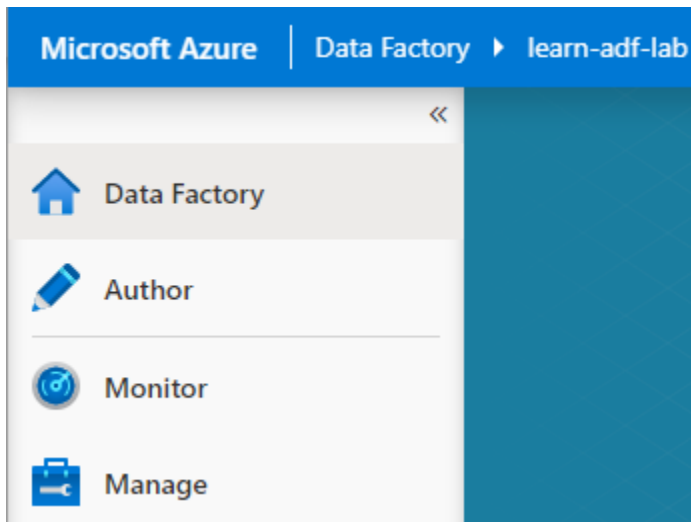 Microsoft Azure Data Factory learn-adf-lab
Data Factory
Author
Monitor
Manage